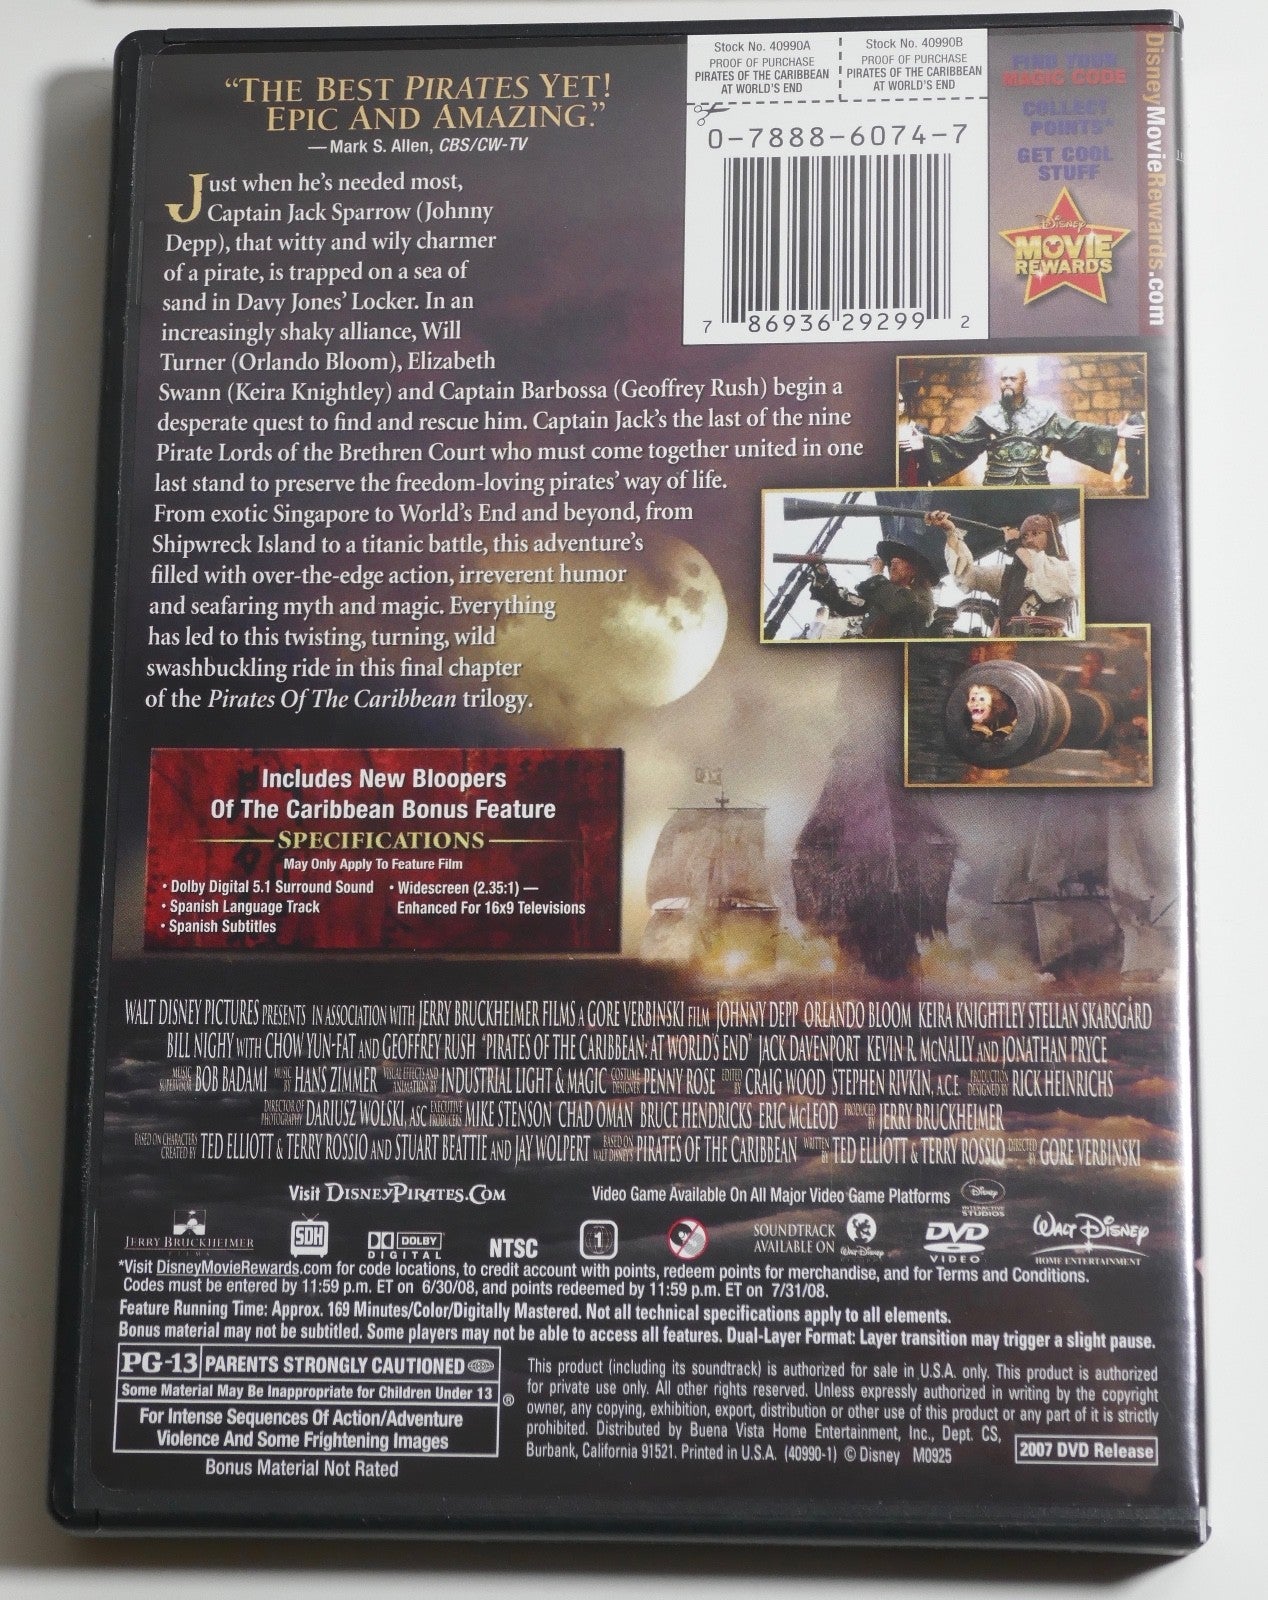 “THE BEST PIRATES YET!
EPIC AND AMAZING.”
— Mark S. Allen, CBS/CW-TV
Just when he's needed most,
Captain Jack Sparrow (Johnny
Depp), that witty and wily charmer
of a pirate, is trapped on a sea of
sand in Davy Jones' Locker. In an
increasingly shaky alliance, Will
Turner (Orlando Bloom), Elizabeth
Swann (Keira Knightley) and Captain Barbossa (Geoffrey Rush) begin a
desperate quest to find and rescue him. Captain Jack's the last of the nine
Pirate Lords of the Brethren Court who must come together united in one
last stand to preserve the freedom-loving pirates' way of life.
From exotic Singapore to World's End and beyond, from
Shipwreck Island to a titanic battle, this adventure's
filled with over-the-edge action, irreverent humor
and seafaring myth and magic. Everything
has led to this twisting, turning, wild
swashbuckling ride in this final chapter
of the Pirates Of The Caribbean trilogy.
Stock No. 40990A
PROOF OF PURCHASE
PIRATES OF THE CARIBBEAN
AT WORLD'S END
Stock No. 40990B
PROOF OF PURCHASE
PIRATES OF THE CARIBBEAN
AT WORLD'S END
0-7888-6074-7
7 86936 29299 2
FIND YOUR
MAGIC CODE
COLLECT
POINTS*
GET COOL
STUFF
DISNEY
MOVIE
REWARDS
DisneyMovieRewards.com
Includes New Bloopers
Of The Caribbean Bonus Feature
SPECIFICATIONS
May Only Apply To Feature Film
• Dolby Digital 5.1 Surround Sound
• Spanish Language Track
• Spanish Subtitles
• Widescreen (2.35:1) —
Enhanced For 16x9 Televisions
WALT DISNEY PICTURES PRESENTS IN ASSOCIATION WITH JERRY BRUCKHEIMER FILMS A GORE VERBINSKI FILM JOHNNY DEPP ORLANDO BLOOM KEIRA KNIGHTLEY STELLAN SKARSGÅRD
BILL NIGHY WITH CHOW YUN-FAT AND GEOFFREY RUSH "PIRATES OF THE CARIBBEAN: AT WORLD'S END" JACK DAVENPORT KEVIN R. McNALLY AND JONATHAN PRYCE
MUSIC SUPERVISOR BOB BADAMI MUSIC BY HANS ZIMMER VISUAL EFFECTS AND ANIMATION BY INDUSTRIAL LIGHT & MAGIC COSTUME DESIGNER PENNY ROSE EDITED BY CRAIG WOOD STEPHEN RIVKIN, A.C.E. PRODUCTION DESIGNED BY RICK HEINRICHS
DIRECTOR OF PHOTOGRAPHY DARIUSZ WOLSKI, ASC EXECUTIVE PRODUCERS MIKE STENSON CHAD OMAN BRUCE HENDRICKS ERIC McLEOD PRODUCED BY JERRY BRUCKHEIMER
BASED ON CHARACTERS CREATED BY TED ELLIOTT & TERRY ROSSIO AND STUART BEATTIE AND JAY WOLPERT BASED ON WALT DISNEY'S PIRATES OF THE CARIBBEAN WRITTEN BY TED ELLIOTT & TERRY ROSSIO DIRECTED BY GORE VERBINSKI
Visit DISNEYPIRATES.COM
Video Game Available On All Major Video Game Platforms
Disney
INTERACTIVE STUDIOS
JERRY BRUCKHEIMER
FILMS
SDH
DOLBY
DIGITAL
NTSC
1
SOUNDTRACK
AVAILABLE ON
Walt Disney
DVD
VIDEO
WALT DISNEY
HOME ENTERTAINMENT
*Visit DisneyMovieRewards.com for code locations, to credit account with points, redeem points for merchandise, and for Terms and Conditions.
Codes must be entered by 11:59 p.m. ET on 6/30/08, and points redeemed by 11:59 p.m. ET on 7/31/08.
Feature Running Time: Approx. 169 Minutes/Color/Digitally Mastered. Not all technical specifications apply to all elements.
Bonus material may not be subtitled. Some players may not be able to access all features. Dual-Layer Format: Layer transition may trigger a slight pause.
PG-13 PARENTS STRONGLY CAUTIONED
Some Material May Be Inappropriate for Children Under 13
®
For Intense Sequences Of Action/Adventure
Violence And Some Frightening Images
Bonus Material Not Rated
This product (including its soundtrack) is authorized for sale in U.S.A. only. This product is authorized
for private use only. All other rights reserved. Unless expressly authorized in writing by the copyright
owner, any copying, exhibition, export, distribution or other use of this product or any part of it is strictly
prohibited. Distributed by Buena Vista Home Entertainment, Inc., Dept. CS,
Burbank, California 91521. Printed in U.S.A. (40990-1) © Disney M0925
2007 DVD Release